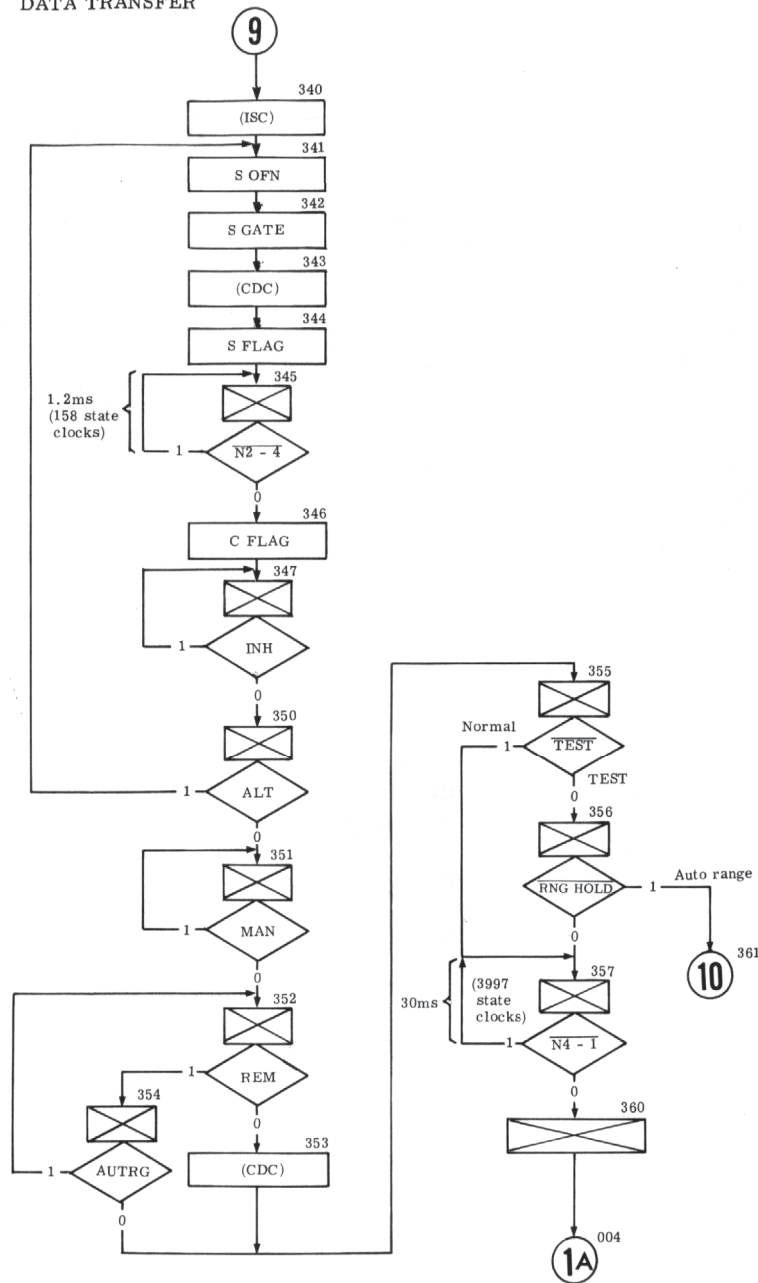 DATA TRANSFER
9
340
(ISC)
341
S OFN
342
S GATE
343
(CDC)
344
S FLAG
345
1.2ms
(158 state
clocks)
N2 - 4
1
0
346
C FLAG
347
INH
1
0
350
ALT
1
0
351
MAN
1
0
352
REM
1
0
354
AUTRG
1
0
353
(CDC)
355
Normal
TEST
1
TEST
0
356
RNG HOLD
1
Auto range
0
361
10
357
30ms
(3997
state
clocks)
N4 - 1
1
0
360
004
1A